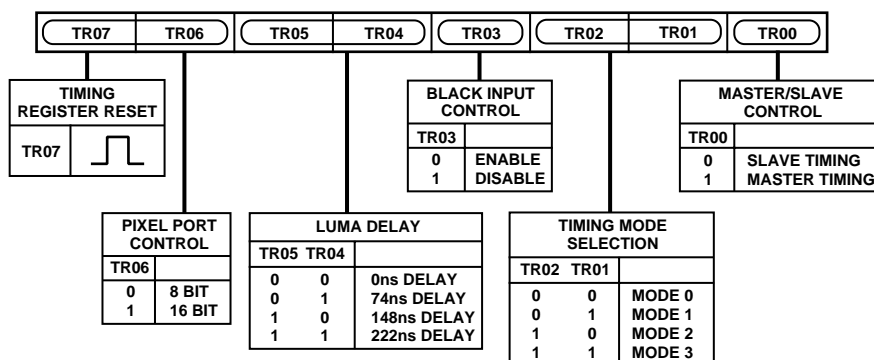 TR07 TR06 TR05 TR04 TR03 TR02 TR01 TR00
TIMING
REGISTER RESET
TR07
BLACK INPUT
CONTROL
TR03
0 ENABLE
1 DISABLE
MASTER/SLAVE
CONTROL
TR00
0 SLAVE TIMING
1 MASTER TIMING
PIXEL PORT
CONTROL
TR06
0 8 BIT
1 16 BIT
LUMA DELAY
TR05 TR04
0 0 0ns DELAY
0 1 74ns DELAY
1 0 148ns DELAY
1 1 222ns DELAY
TIMING MODE
SELECTION
TR02 TR01
0 0 MODE 0
0 1 MODE 1
1 0 MODE 2
1 1 MODE 3